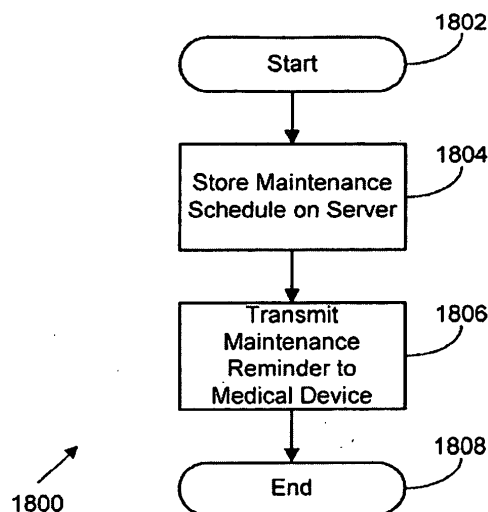 1802
Start
1804
Store Maintenance
Schedule on Server
1806
Transmit
Maintenance
Reminder to
Medical Device
1808
End
1800